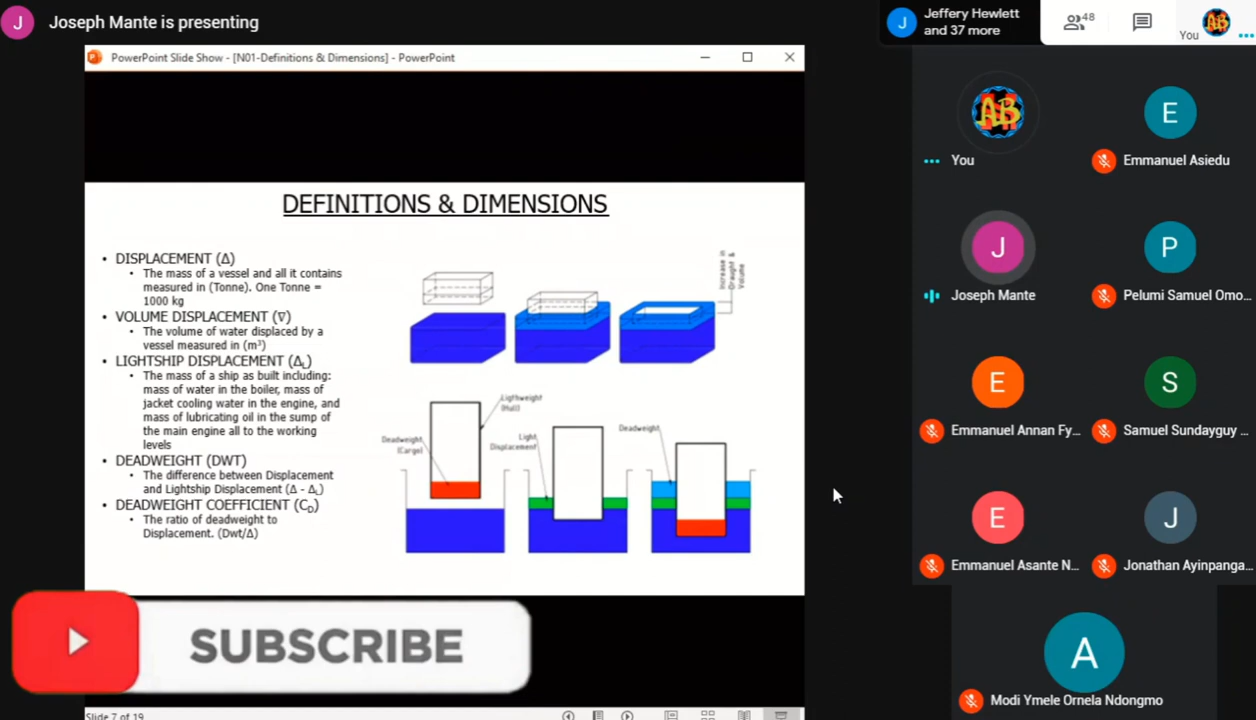 J Joseph Mante is presenting
J Jeffery Hewlett
and 37 more
48
You
PowerPoint Slide Show - [N01-Definitions & Dimensions] - PowerPoint
DEFINITIONS & DIMENSIONS
• DISPLACEMENT (Δ)
• The mass of a vessel and all it contains
measured in (Tonne). One Tonne =
1000 kg
• VOLUME DISPLACEMENT (∇)
• The volume of water displaced by a
vessel measured in (m³)
• LIGHTSHIP DISPLACEMENT (Δ_L)
• The mass of a ship as built including:
mass of water in the boiler, mass of
jacket cooling water in the engine, and
mass of lubricating oil in the sump of
the main engine all to the working
levels
• DEADWEIGHT (DWT)
• The difference between Displacement
and Lightship Displacement (Δ - Δ_L)
• DEADWEIGHT COEFFICIENT (C_D)
• The ratio of deadweight to
Displacement. (Dwt/Δ)
Increase in
Draught &
Volume
Deadweight
(Cargo)
Ligthweight
(Hull)
Light
Displacement
Deadweight
SUBSCRIBE
Slide 7 of 19
AB
You
E
Emmanuel Asiedu
J
Joseph Mante
P
Pelumi Samuel Omo...
E
Emmanuel Annan Fy...
S
Samuel Sundayguy ...
E
Emmanuel Asante N...
J
Jonathan Ayinpanga...
A
Modi Ymele Ornela Ndongmo